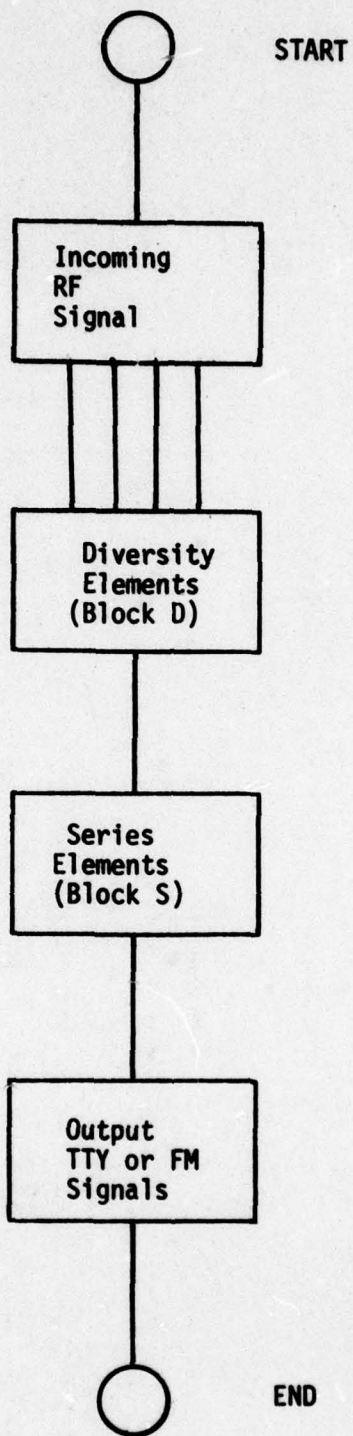 START
Incoming
RF
Signal
Diversity
Elements
(Block D)
Series
Elements
(Block S)
Output
TTY or FM
Signals
END